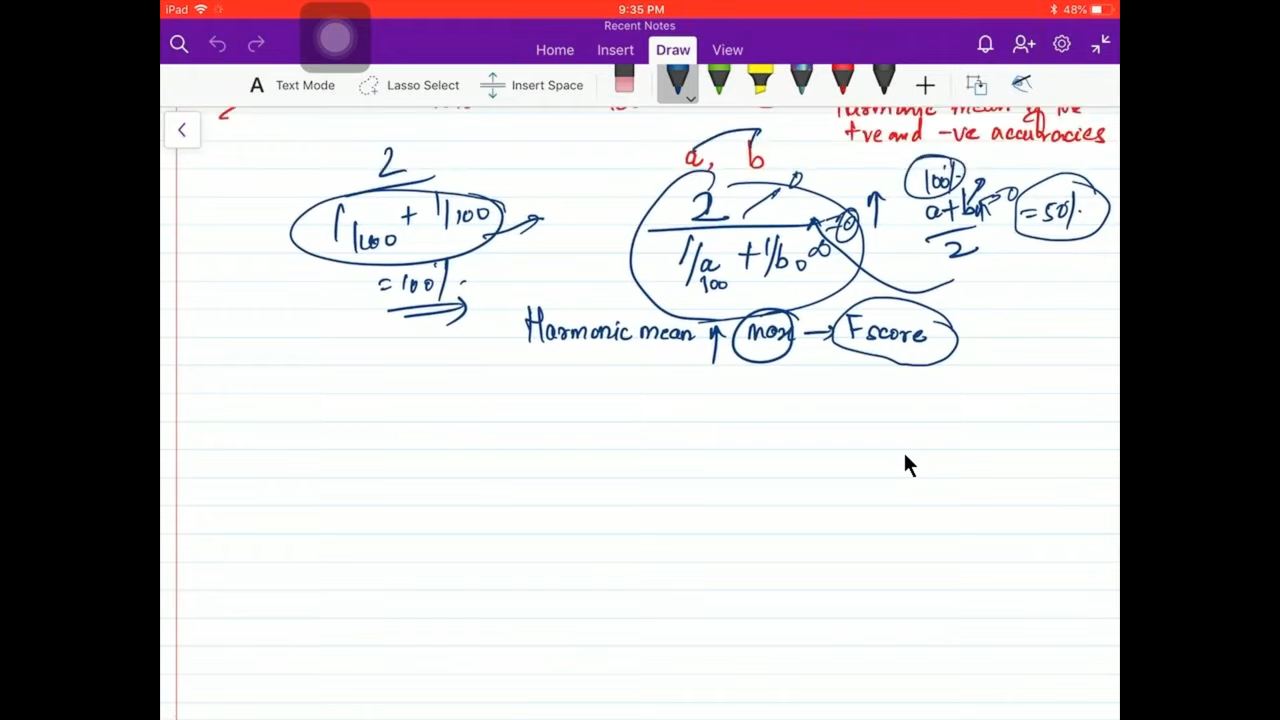 iPad 9:35 PM 48%
Recent Notes
Home Insert Draw View
A Text Mode Lasso Select Insert Space
+ve and -ve accuracies
a, b
2
1/100 + 1/100
= 100%
2
1/a + 1/b 0 ∞
100
100%
a+b
2
= 50%
Harmonic mean ↑ → Fscore